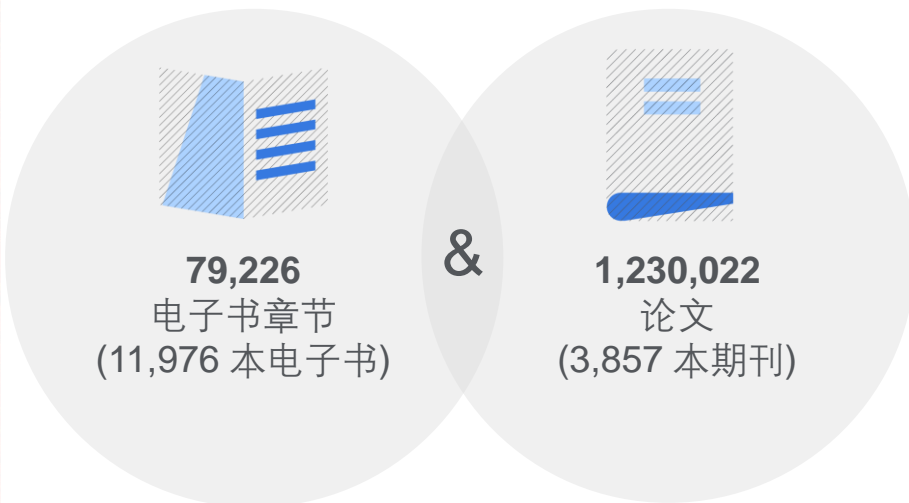 79,226
电子书章节
(11,976 本电子书)
&
1,230,022
论文
(3,857 本期刊)